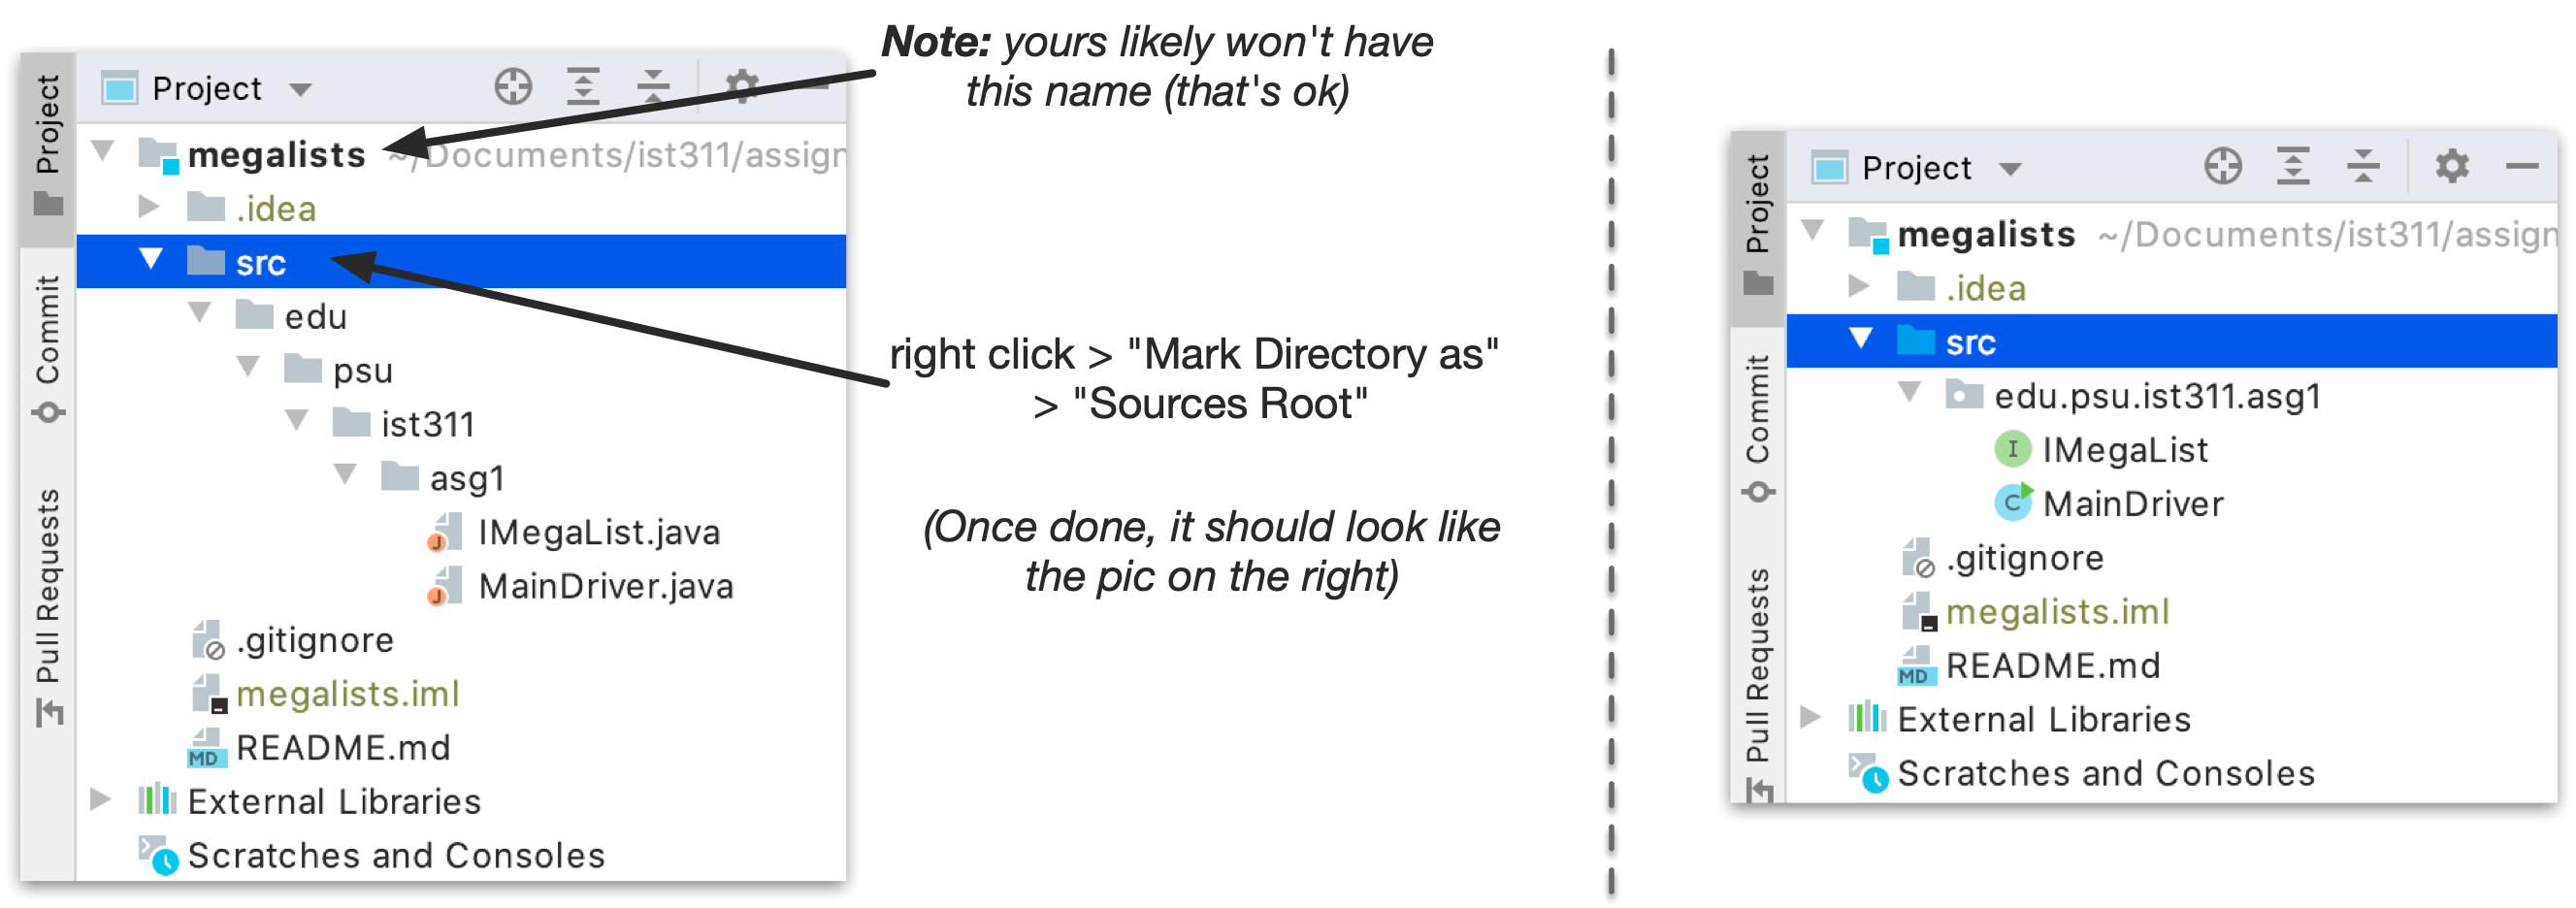 Project
Project
Commit
Pull Requests
megalists ~/Documents/ist311/assign
.idea
src
edu
psu
ist311
asg1
IMegaList.java
MainDriver.java
.gitignore
megalists.iml
README.md
External Libraries
Scratches and Consoles
Note: yours likely won't have
this name (that's ok)
right click > "Mark Directory as"
> "Sources Root"
(Once done, it should look like
the pic on the right)
Project
Project
Commit
Pull Requests
megalists ~/Documents/ist311/assign
.idea
src
edu.psu.ist311.asg1
I IMegaList
C MainDriver
.gitignore
megalists.iml
MD README.md
External Libraries
Scratches and Consoles